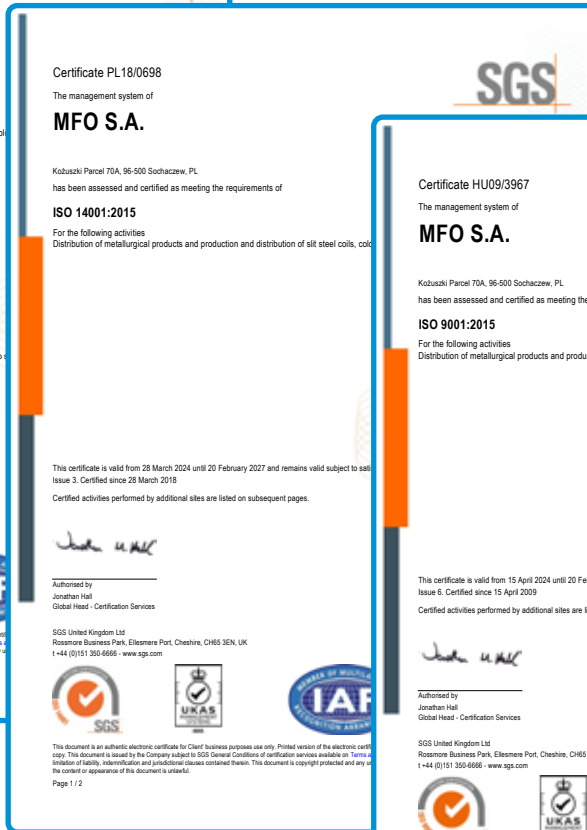 Certificate PL18/0698
The management system of
MFO S.A.
Kożuszki Parcel 70A, 96-500 Sochaczew, PL
has been assessed and certified as meeting the requirements of
ISO 14001:2015
For the following activities
Distribution of metallurgical products and production and distribution of slit steel coils,
This certificate is valid from 28 March 2024 until 20 February 2027 and remains valid subject to
Issue 3. Certified since 28 March 2018
Certified activities performed by additional sites are listed on subsequent pages.
Authorised by
Jonathan Hall
Global Head - Certification Services
SGS United Kingdom Ltd
Rossmore Business Park, Ellesmere Port, Cheshire, CH65 3EN, UK
t +44 (0)151 350-6666 - www.sgs.com
SGS
UKAS
IAF
This document is an authentic electronic certificate for Client' business purposes use only. Printed version of the electronic
copy. This document is issued by the Company subject to SGS General Conditions of certification services available on Terms
limitation of liability, indemnification and jurisdictional clauses contained therein. This document is copyright protected and any
the content or appearance of this document is unlawful.
Page 1 / 2
SGS
Certificate HU09/3967
The management system of
MFO S.A.
Kożuszki Parcel 70A, 96-500 Sochaczew, PL
has been assessed and certified as meeting the
ISO 9001:2015
For the following activities
Distribution of metallurgical products and
This certificate is valid from 15 April 2024 until 20
Issue 6. Certified since 15 April 2009
Certified activities performed by additional sites are
Authorised by
Jonathan Hall
Global Head - Certification Services
SGS United Kingdom Ltd
Rossmore Business Park, Ellesmere Port, Cheshire, CH65
t +44 (0)151 350-6666 - www.sgs.com
UKAS